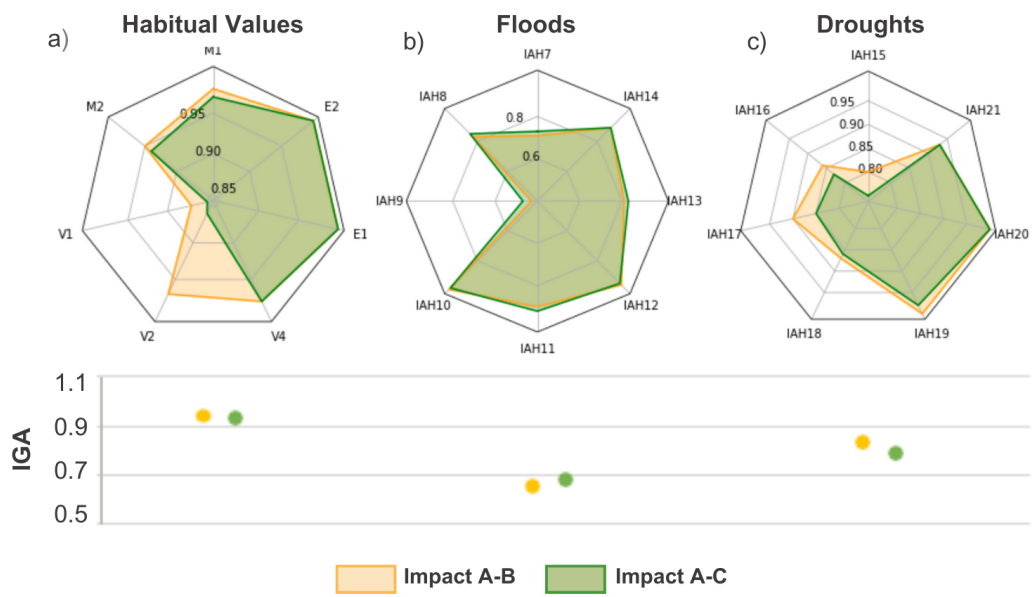 Habitual Values
Floods
Droughts
a)
b)
c)
M1
E2
E1
V4
V2
V1
M2
0.95
0.90
0.85
IAH7
IAH14
IAH13
IAH12
IAH11
IAH10
IAH9
IAH8
0.8
0.6
IAH15
IAH21
IAH20
IAH19
IAH18
IAH17
IAH16
0.95
0.90
0.85
0.80
IGA
1.1
0.9
0.7
0.5
Impact A-B
Impact A-C